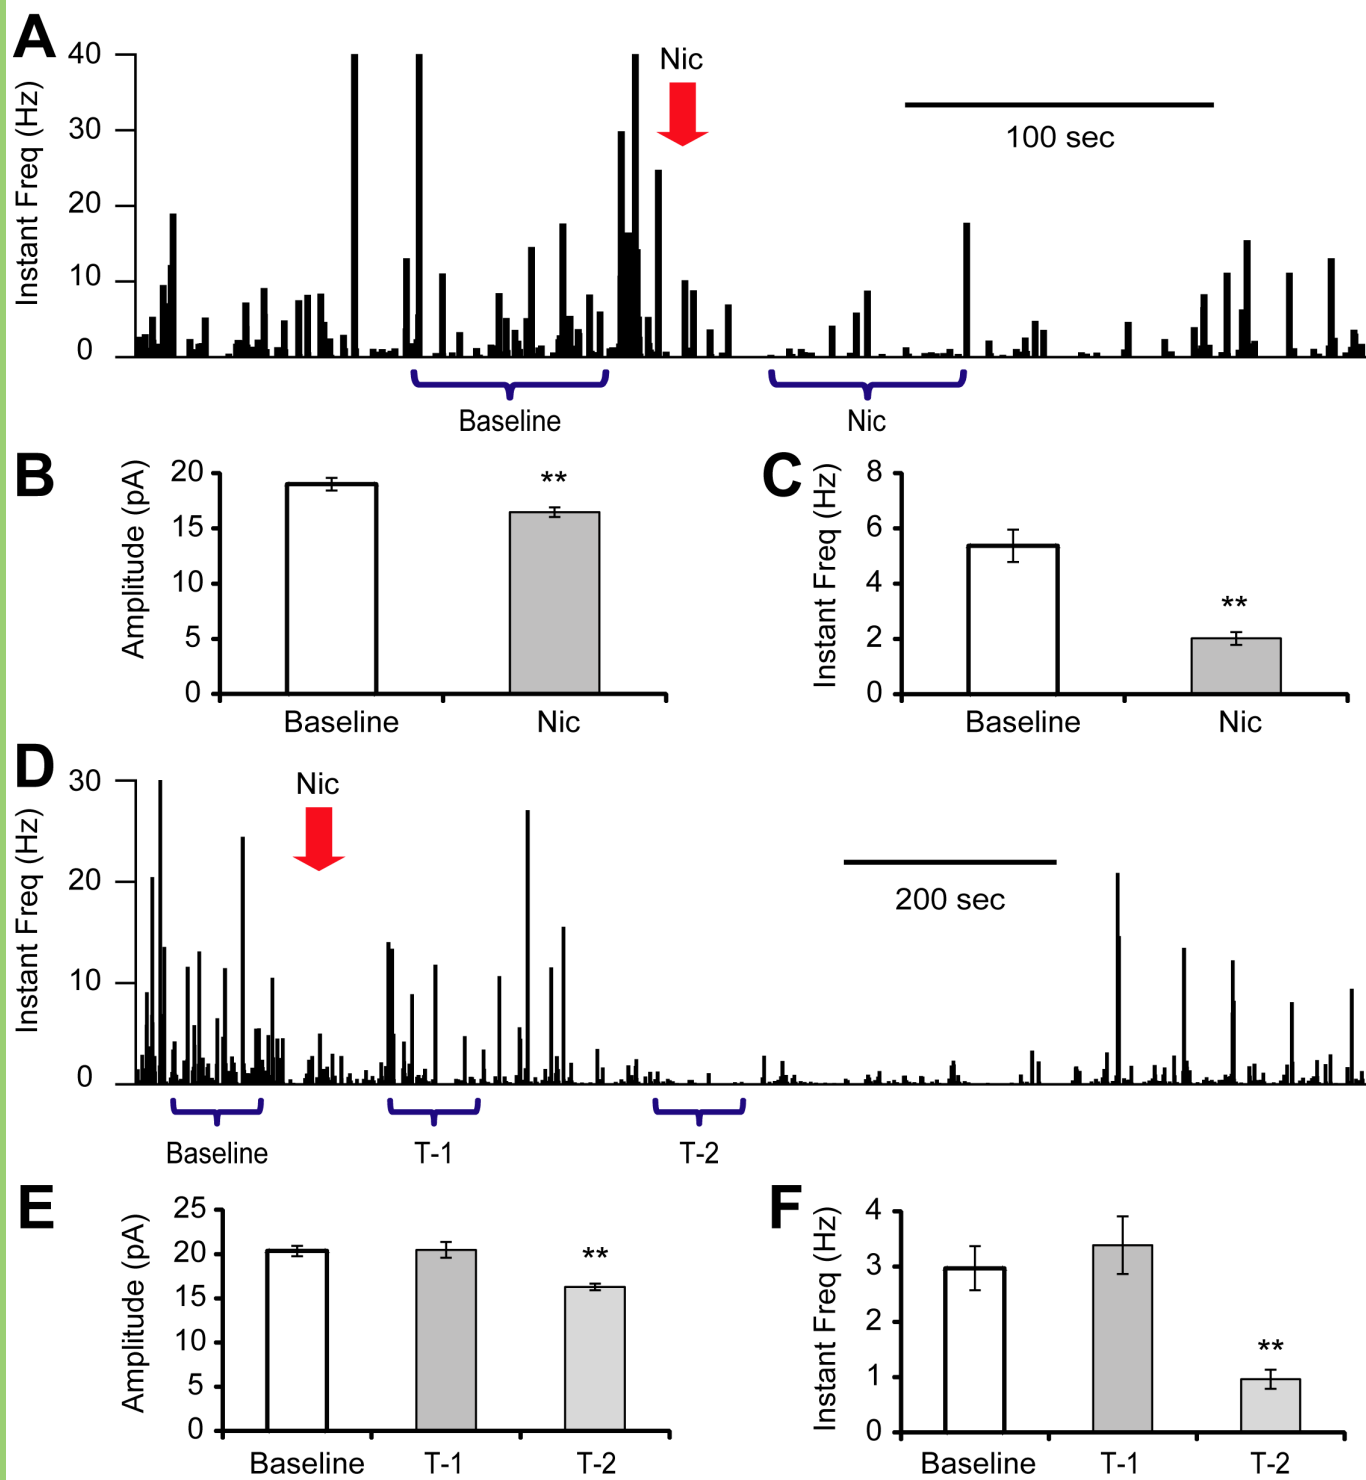 A
Instant Freq (Hz)
40
30
20
10
0
Nic
100 sec
Baseline
Nic
B
Amplitude (pA)
20
15
10
5
0
**
Baseline
Nic
C
Instant Freq (Hz)
8
6
4
2
0
**
Baseline
Nic
D
Instant Freq (Hz)
30
20
10
0
Nic
200 sec
Baseline
T-1
T-2
E
Amplitude (pA)
25
20
15
10
5
0
**
Baseline
T-1
T-2
F
Instant Freq (Hz)
4
3
2
1
0
**
Baseline
T-1
T-2